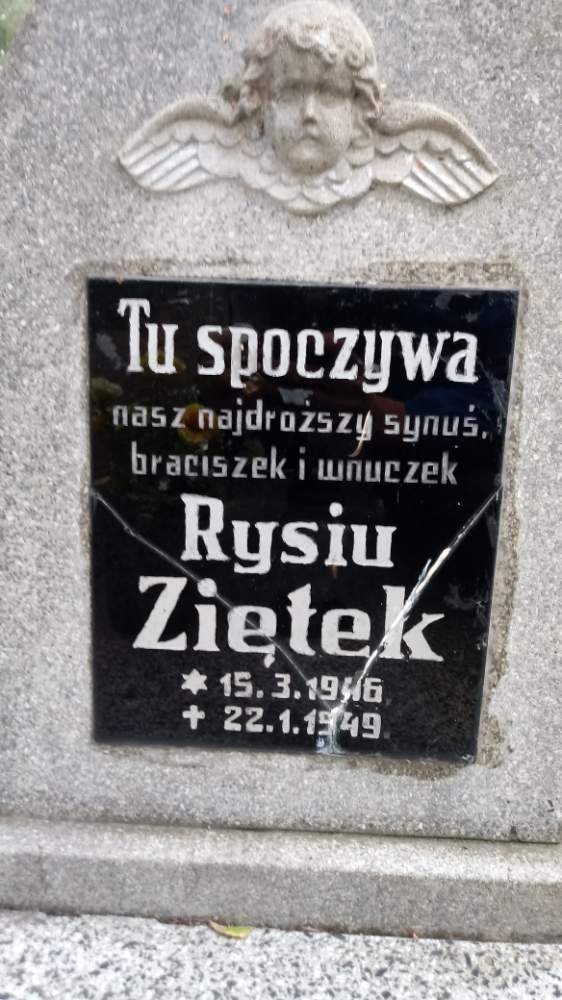 Tu spoczywa
nasz najdroższy synuś,
braciszek i wnuczek
Rysiu
Ziętek
* 15.3.1946
+ 22.1.1949